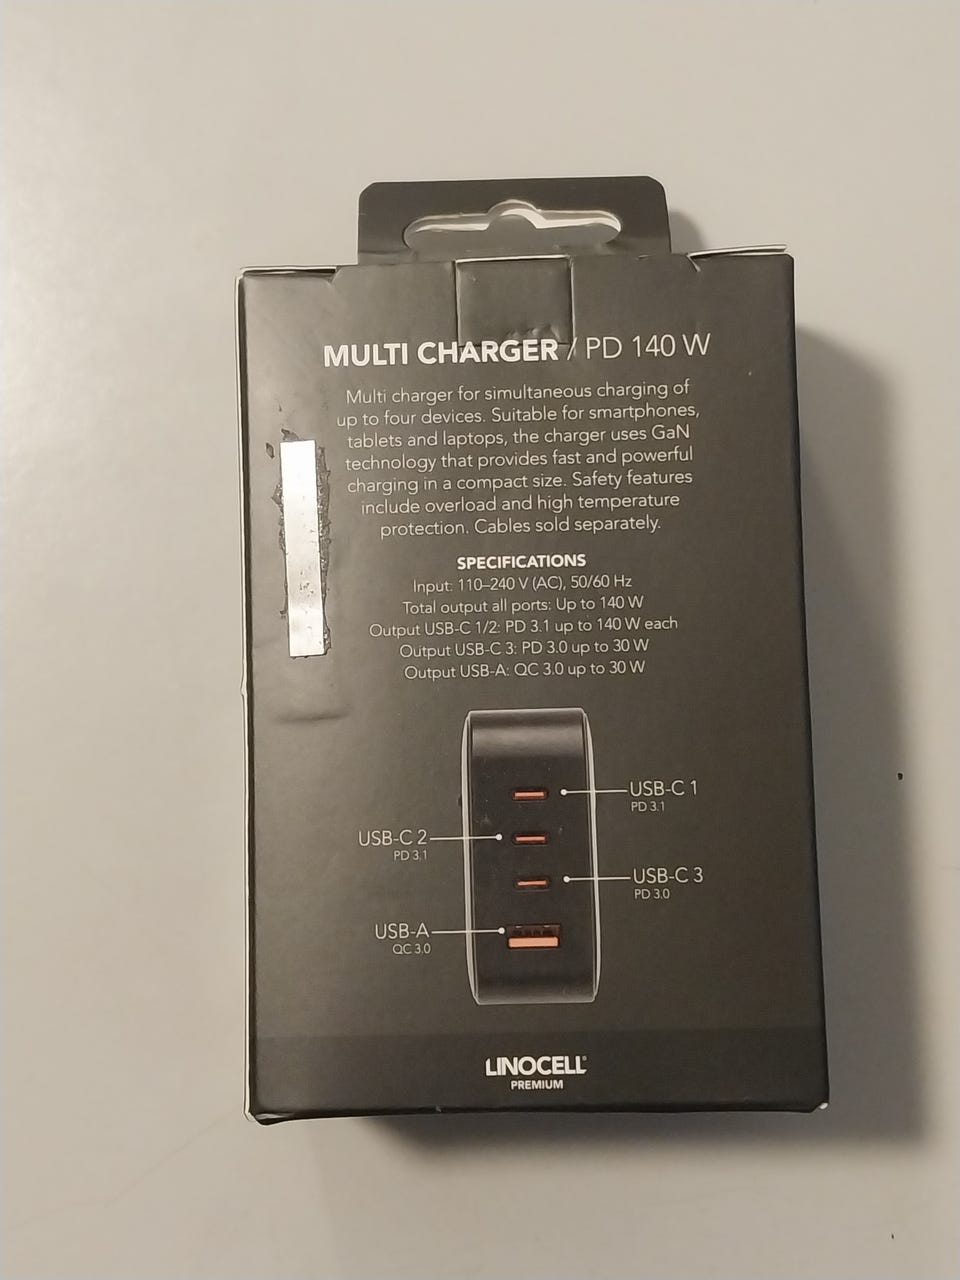 MULTI CHARGER / PD 140 W
Multi charger for simultaneous charging of
up to four devices. Suitable for smartphones,
tablets and laptops, the charger uses GaN
technology that provides fast and powerful
charging in a compact size. Safety features
include overload and high temperature
protection. Cables sold separately.
SPECIFICATIONS
Input: 110–240 V (AC), 50/60 Hz
Total output all ports: Up to 140 W
Output USB-C 1/2: PD 3.1 up to 140 W each
Output USB-C 3: PD 3.0 up to 30 W
Output USB-A: QC 3.0 up to 30 W
USB-C 1
PD 3.1
USB-C 2
PD 3.1
USB-C 3
PD 3.0
USB-A
QC 3.0
LINOCELL®
PREMIUM